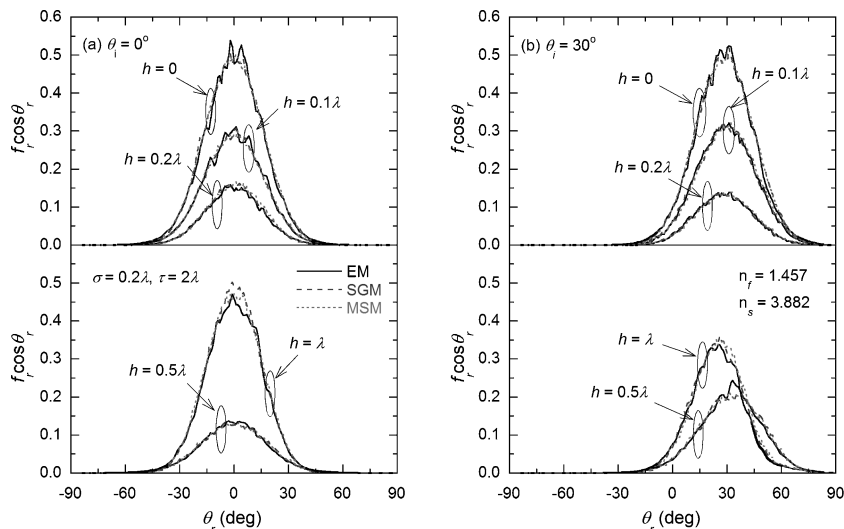 (a) θi = 0°
h = 0
h = 0.1λ
h = 0.2λ
fr cosθr
0.6
0.5
0.4
0.3
0.2
0.1
0.0
σ = 0.2λ, τ = 2λ
EM
SGM
MSM
h = 0.5λ
h = λ
fr cosθr
0.5
0.4
0.3
0.2
0.1
0.0
-90 -60 -30 0 30 60 90
θr (deg)
(b) θi = 30°
h = 0
h = 0.1λ
h = 0.2λ
fr cosθr
0.6
0.5
0.4
0.3
0.2
0.1
0.0
nf = 1.457
ns = 3.882
h = λ
h = 0.5λ
fr cosθr
0.5
0.4
0.3
0.2
0.1
0.0
-90 -60 -30 0 30 60 90
θr (deg)